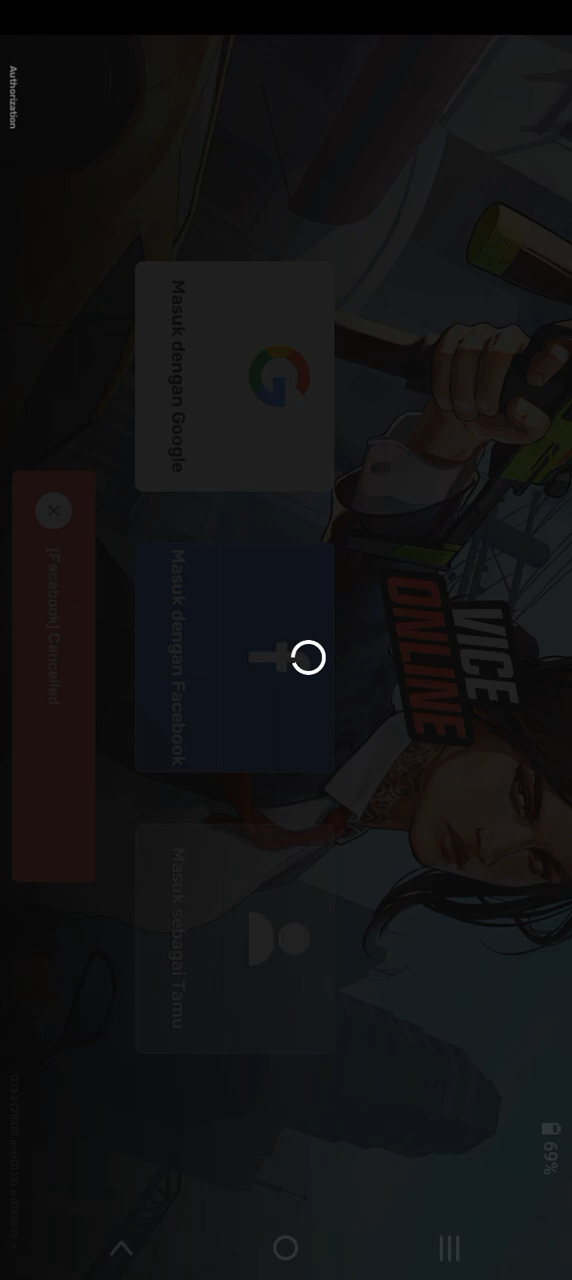 69%
VICE
ONLINE
Masuk dengan Google
Masuk dengan Facebook
Masuk sebagai Tamu
[Facebook] Cancelled
Authorization